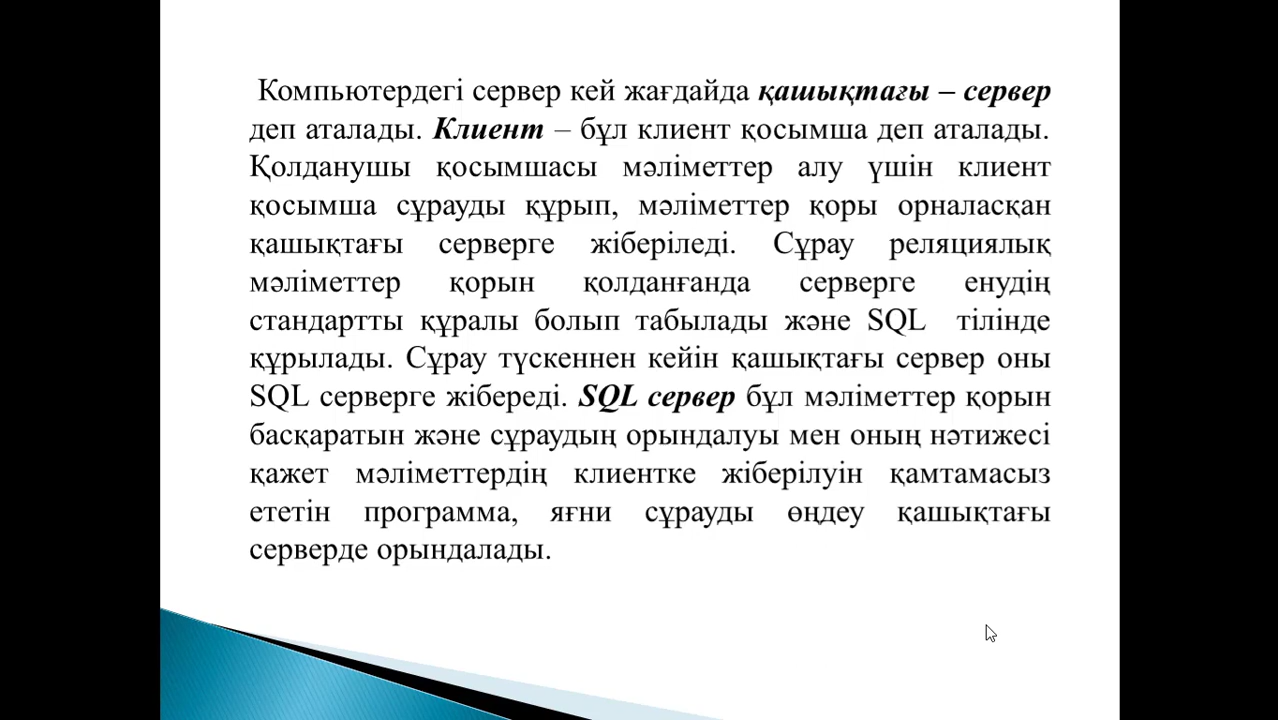 Компьютердегі сервер кей жағдайда қашықтағы – сервер
деп аталады. Клиент – бұл клиент қосымша деп аталады.
Қолданушы қосымшасы мәліметтер алу үшін клиент
қосымша сұрауды құрып, мәліметтер қоры орналасқан
қашықтағы серверге жіберіледі. Сұрау реляциялық
мәліметтер қорын қолданғанда серверге енудің
стандартты құралы болып табылады және SQL тілінде
құрылады. Сұрау түскеннен кейін қашықтағы сервер оны
SQL серверге жібереді. SQL сервер бұл мәліметтер қорын
басқаратын және сұраудың орындалуы мен оның нәтижесі
қажет мәліметтердің клиентке жіберілуін қамтамасыз
ететін программа, яғни сұрауды өңдеу қашықтағы
серверде орындалады.